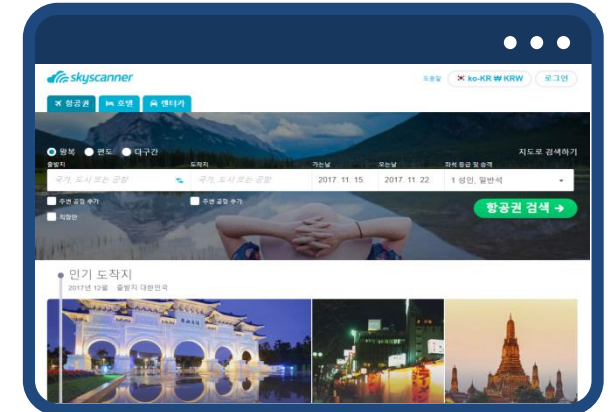 skyscanner
도움말 ko-KR ₩ KRW 로그인
항공권 호텔 렌터카
왕복 편도 다구간 지도로 검색하기
출발지 도착지 가는날 오는날 좌석 등급 및 승객
국가, 도시 또는 공항 국가, 도시 또는 공항 2017. 11. 15. 2017. 11. 22. 1 성인, 일반석
주변 공항 추가 주변 공항 추가
직항만
항공권 검색 →
인기 도착지
2017년 12월 출발지 대한민국